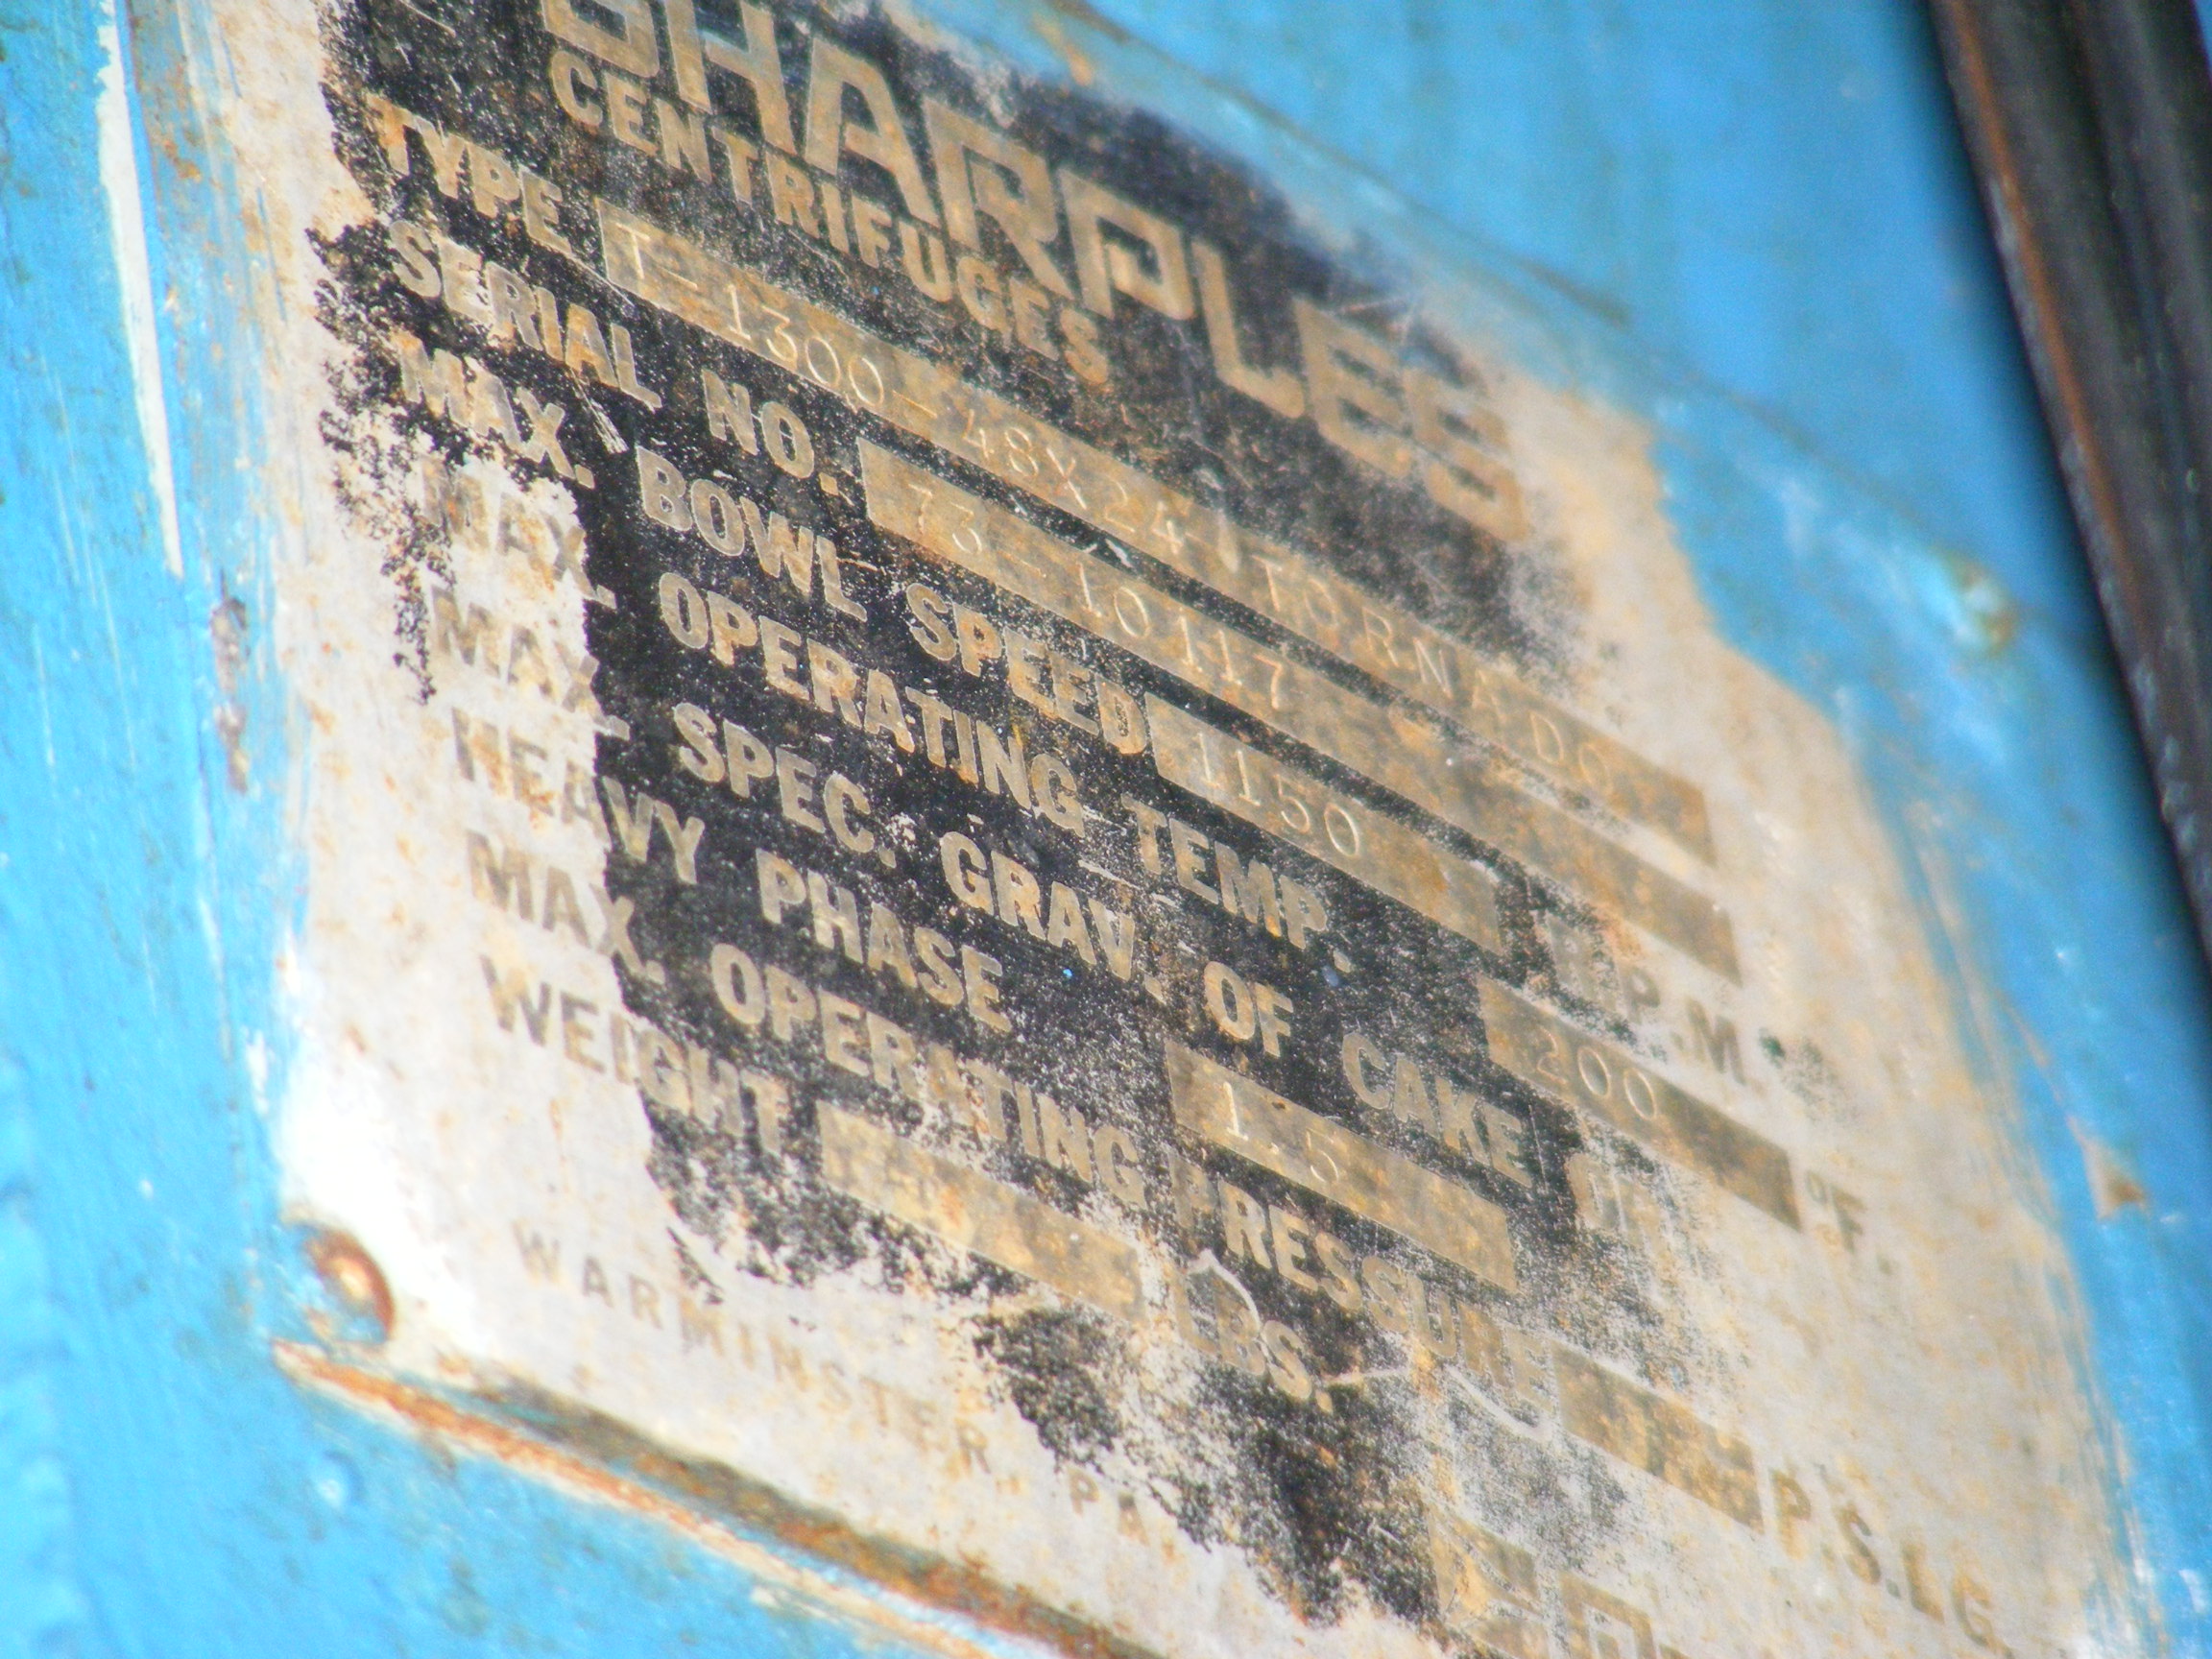 SHARPLES
CENTRIFUGES
TYPE T-1300-48X24 TORNADO
SERIAL NO. 73-10117
MAX. BOWL SPEED 1150 R.P.M.
MAX. OPERATING TEMP. 200 °F.
MAX. SPEC. GRAV. OF CAKE OR
HEAVY PHASE 1.5
MAX. OPERATING PRESSURE P.S.I.G.
WEIGHT LBS.
WARMINSTER, PA